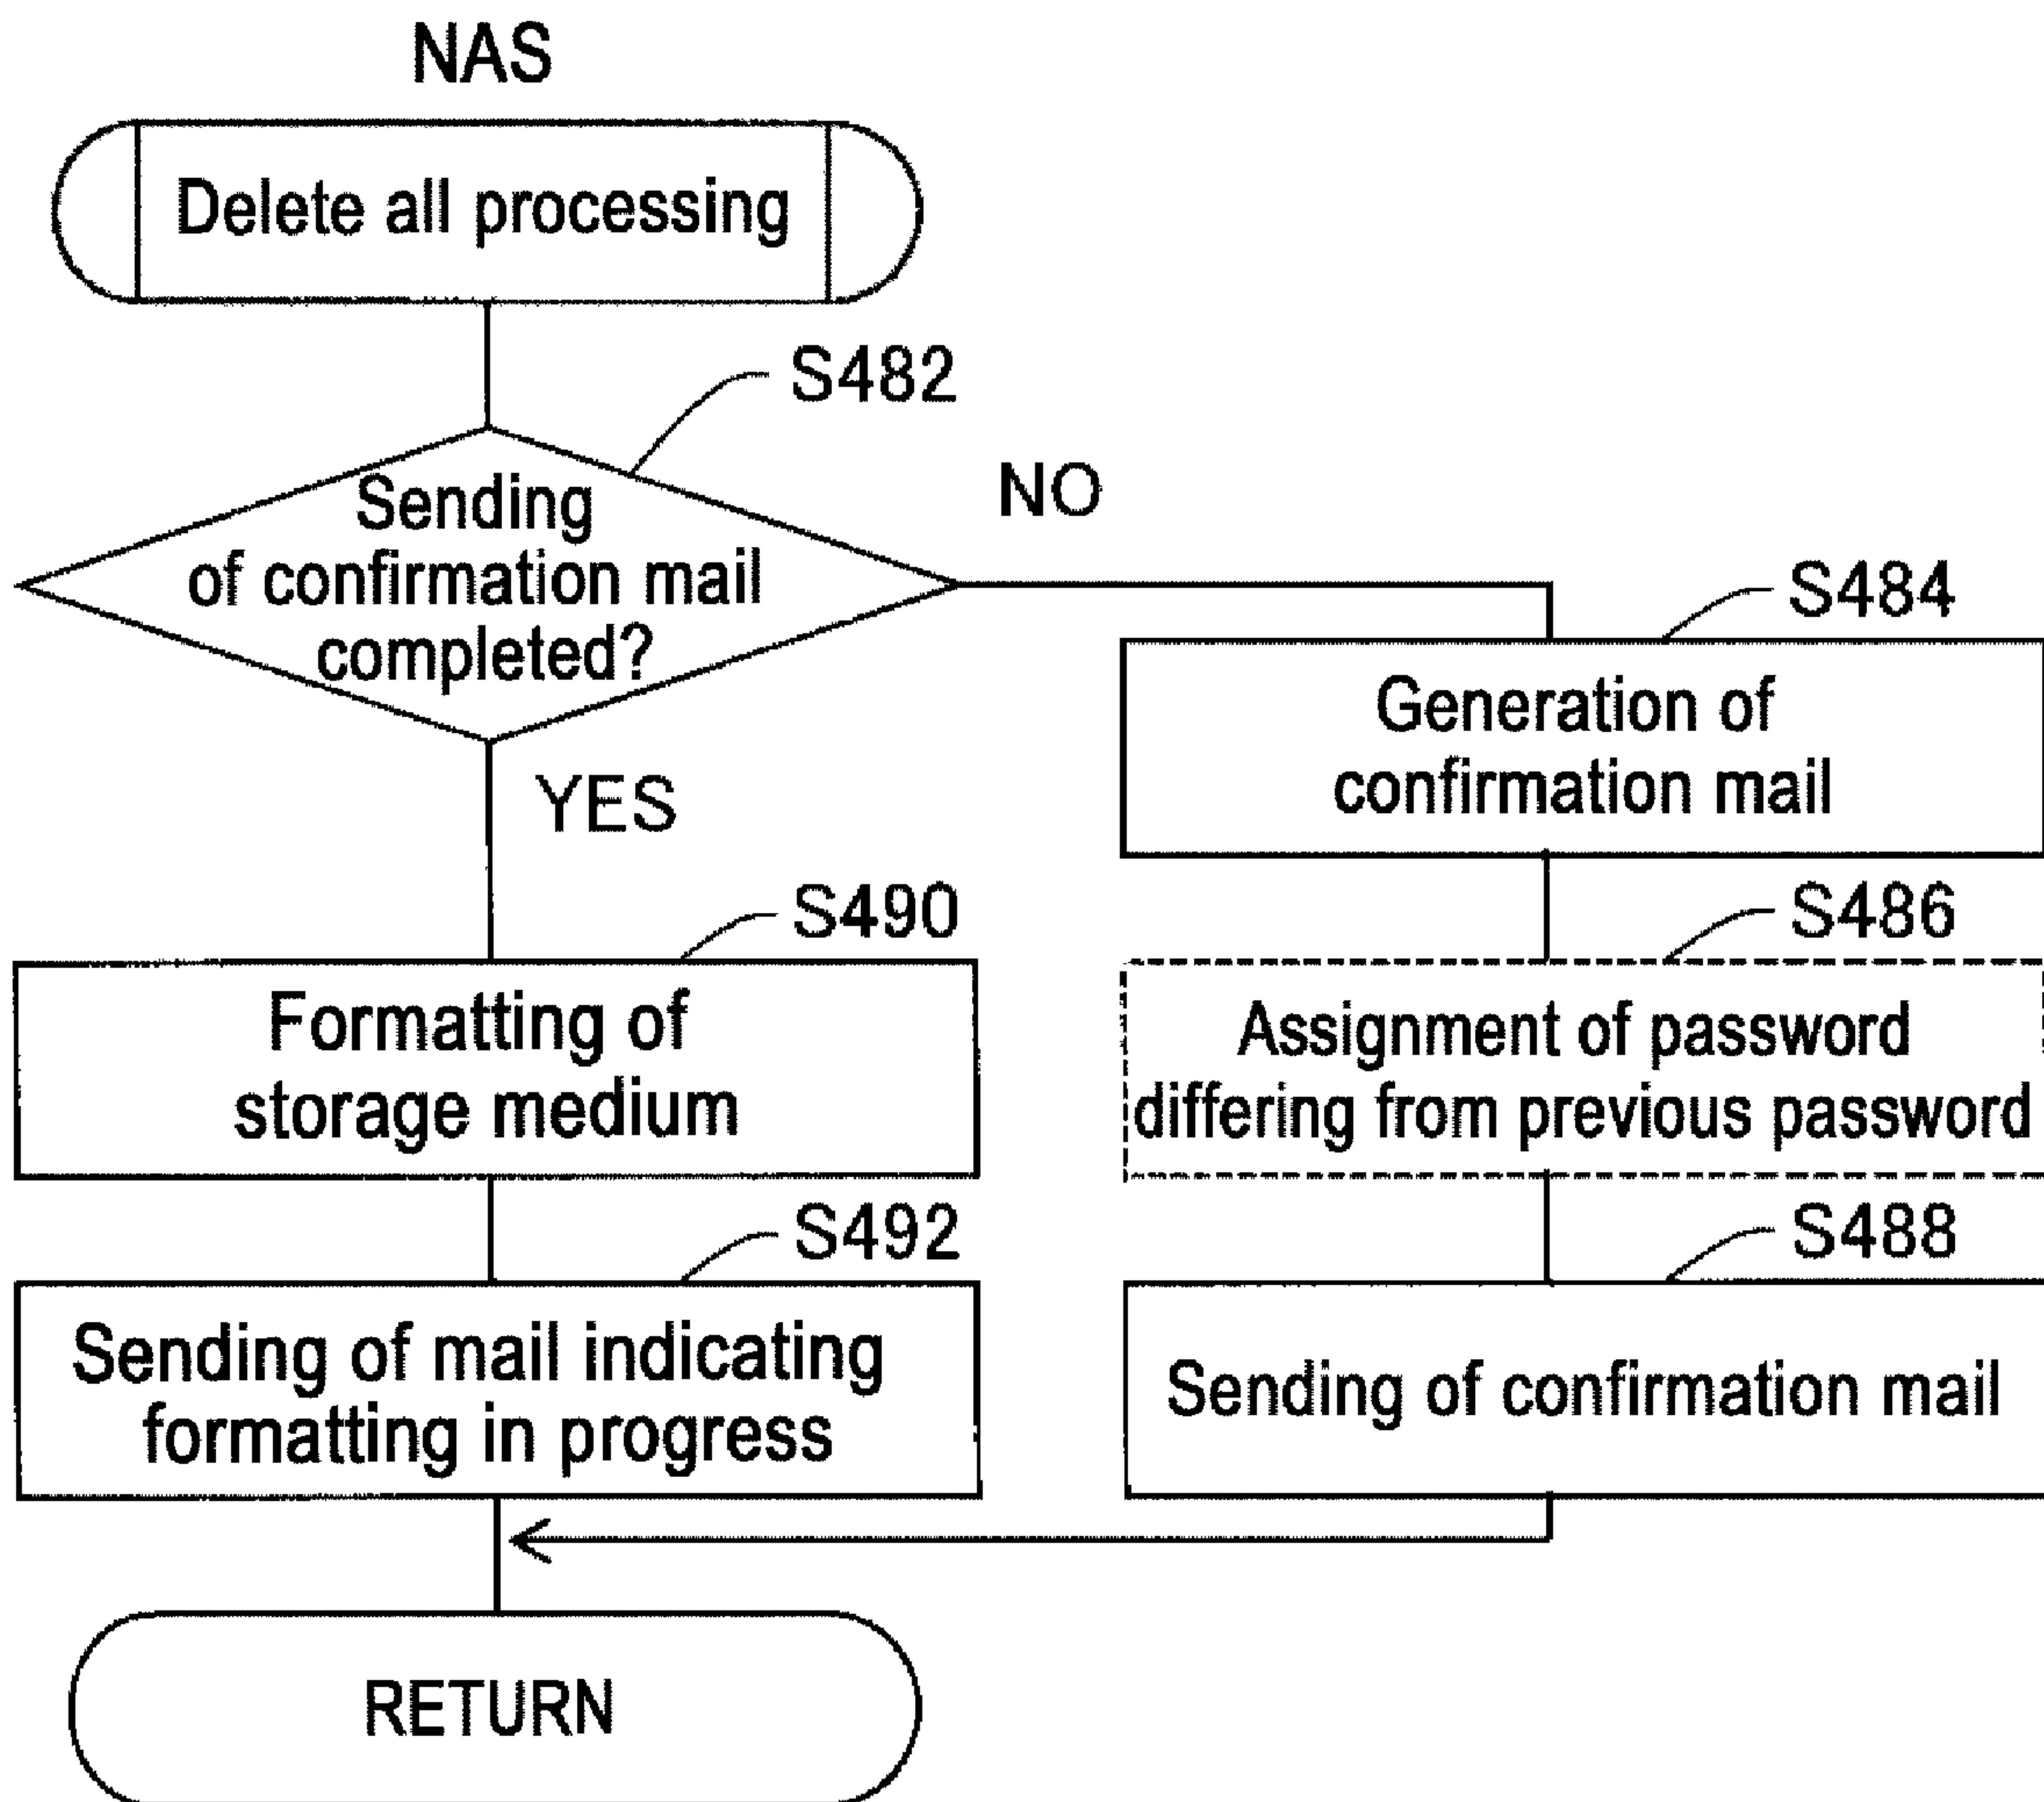 NAS
Delete all processing
S482
Sending
of confirmation mail
completed?
NO
YES
S484
Generation of
confirmation mail
S490
Formatting of
storage medium
S486
Assignment of password
differing from previous password
S492
Sending of mail indicating
formatting in progress
S488
Sending of confirmation mail
RETURN